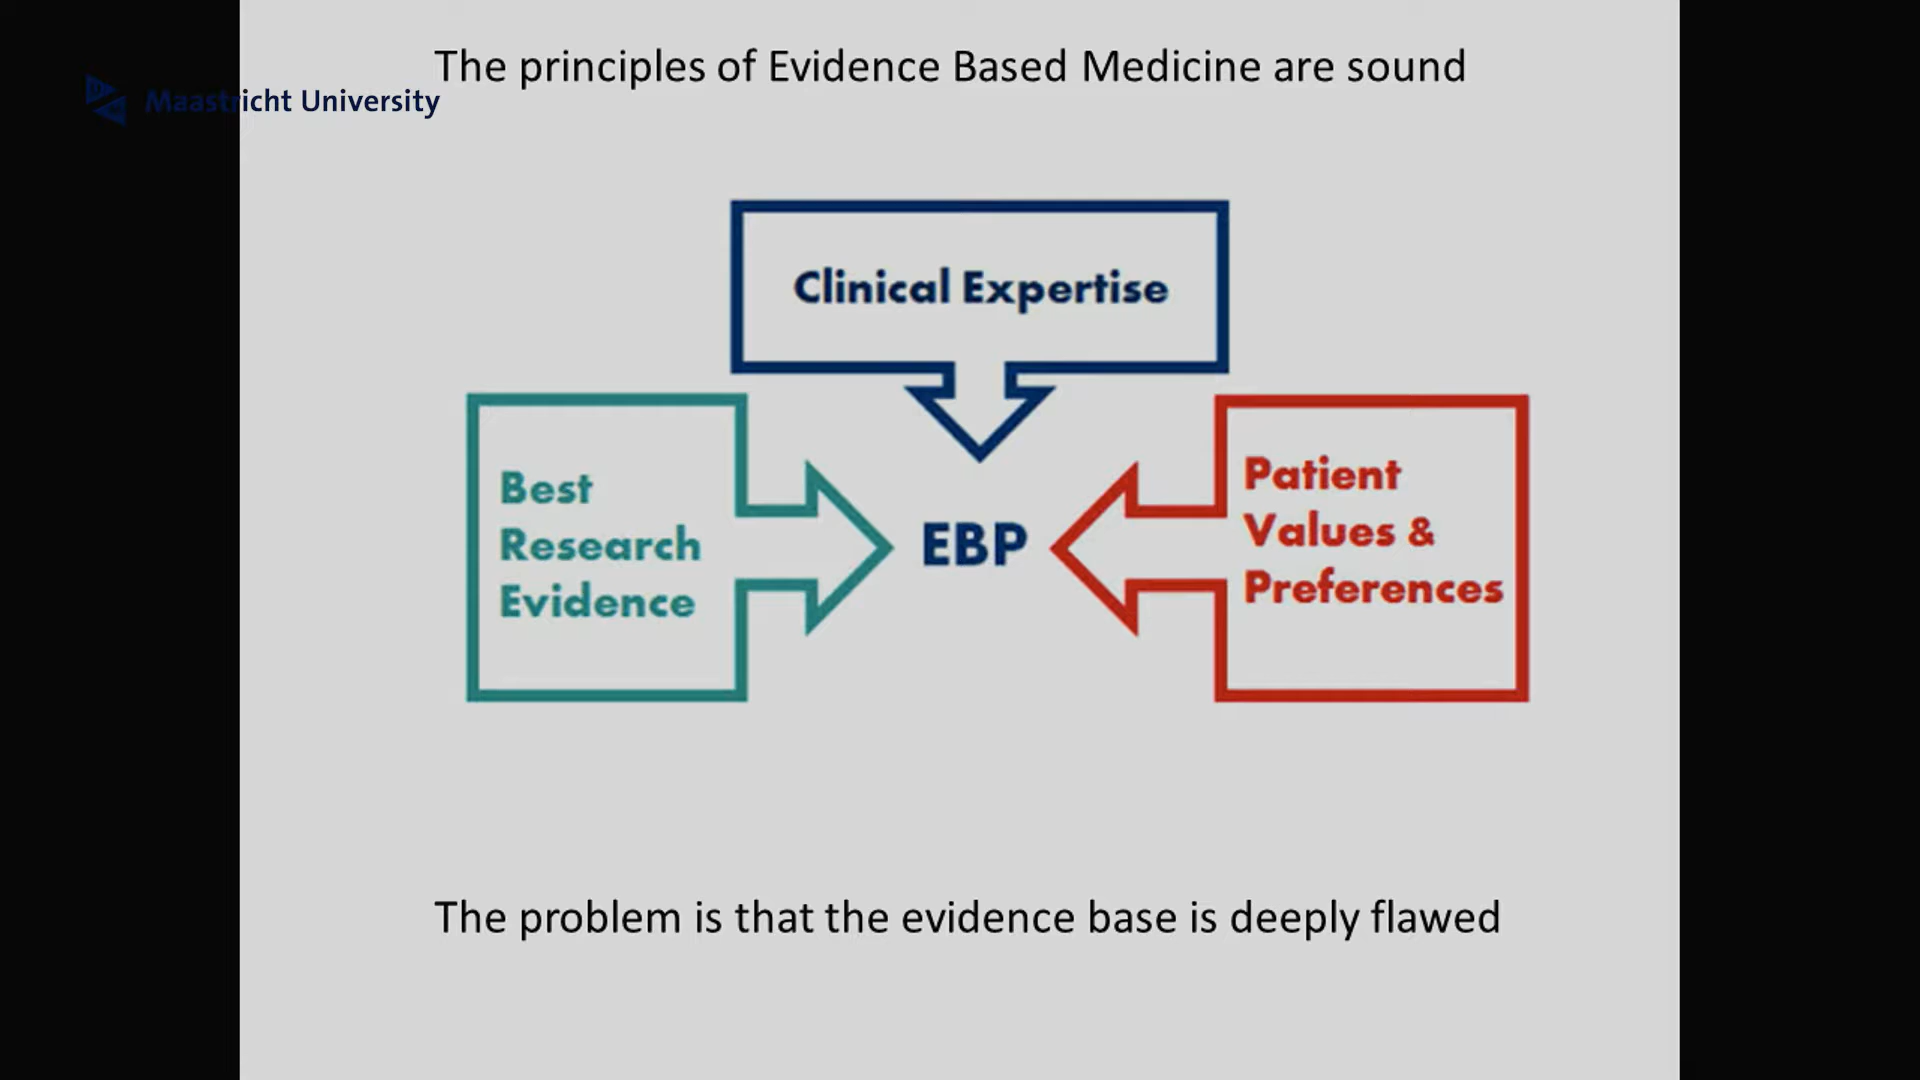 The principles of Evidence Based Medicine are sound
Maastricht University
Clinical Expertise
Best
Research
Evidence
EBP
Patient
Values &
Preferences
The problem is that the evidence base is deeply flawed